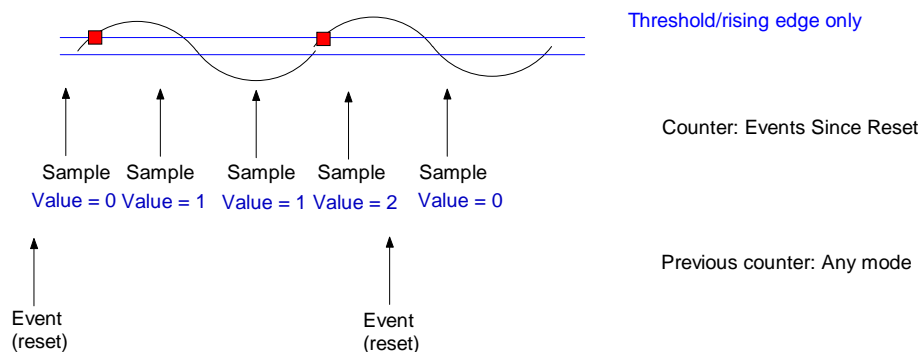 Threshold/rising edge only
Counter: Events Since Reset
Sample Sample Sample Sample Sample
Value = 0 Value = 1 Value = 1 Value = 2 Value = 0
Previous counter: Any mode
Event Event
(reset) (reset)